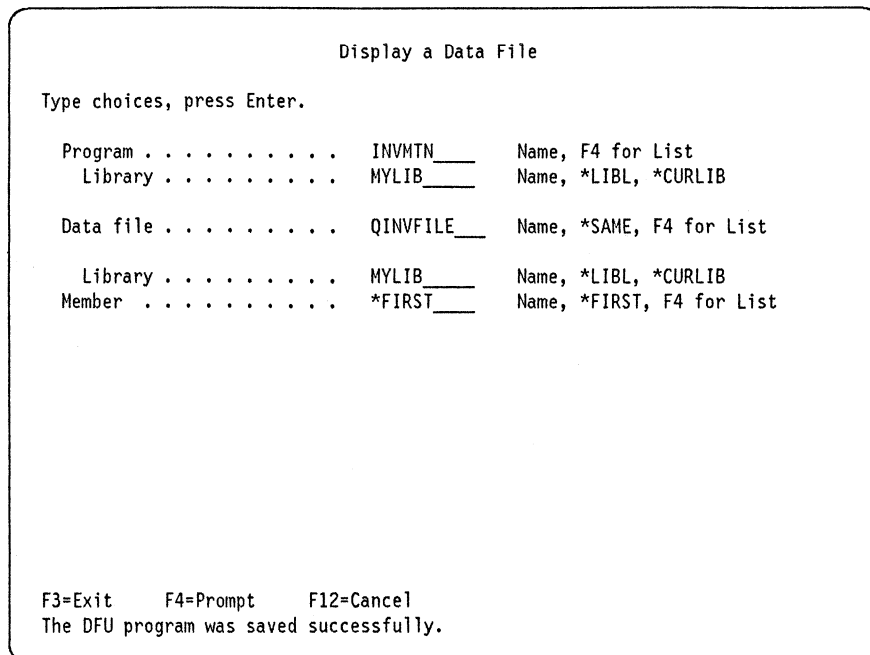 Display a Data File
Type choices, press Enter.
Program . . . . . . . . . . INVMTN____ Name, F4 for List
Library . . . . . . . . . MYLIB_____ Name, *LIBL, *CURLIB
Data file . . . . . . . . . QINVFILE__ Name, *SAME, F4 for List
Library . . . . . . . . . MYLIB_____ Name, *LIBL, *CURLIB
Member . . . . . . . . . . *FIRST____ Name, *FIRST, F4 for List
F3=Exit F4=Prompt F12=Cancel
The DFU program was saved successfully.